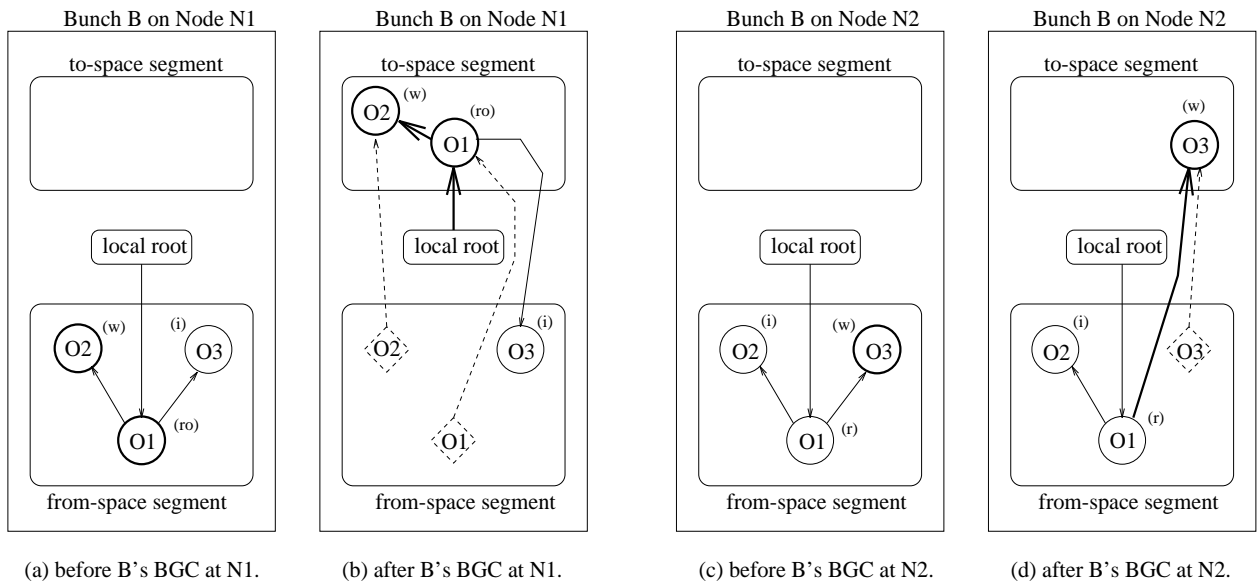 Bunch B on Node N1
to-space segment
local root
O2
(w)
(i)
O3
O1
(ro)
from-space segment
(a) before B's BGC at N1.
Bunch B on Node N1
to-space segment
O2
(w)
(ro)
O1
local root
O2
(i)
O3
O1
from-space segment
(b) after B's BGC at N1.
Bunch B on Node N2
to-space segment
local root
(i)
O2
(w)
O3
O1
(r)
from-space segment
(c) before B's BGC at N2.
Bunch B on Node N2
to-space segment
(w)
O3
local root
(i)
O2
O3
O1
(r)
from-space segment
(d) after B's BGC at N2.